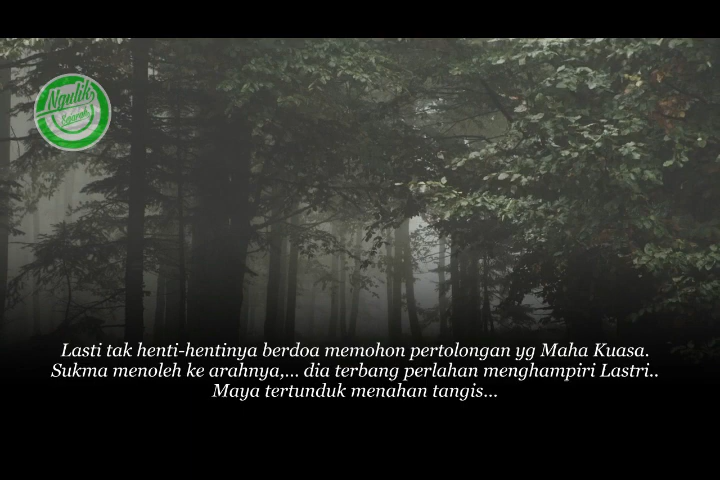 Ngulik
Lasti tak henti-hentinya berdoa memohon pertolongan yg Maha Kuasa.
Sukma menoleh ke arahnya,... dia terbang perlahan menghampiri Lastri..
Maya tertunduk menahan tangis...